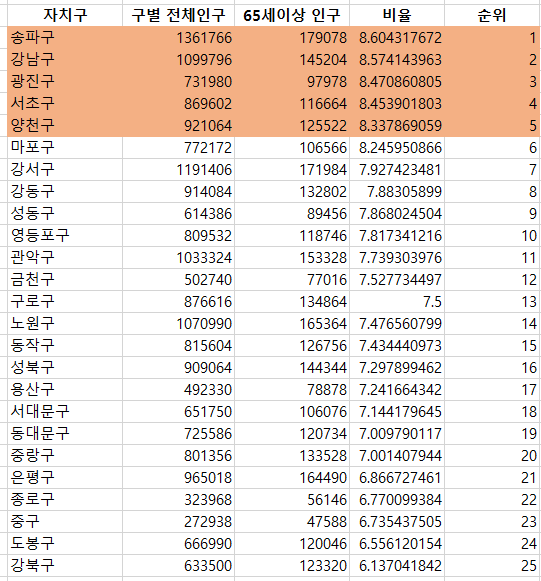 자치구 구별 전체인구 65세이상 인구 비율 순위
송파구 1361766 179078 8.604317672 1
강남구 1099796 145204 8.574143963 2
광진구 731980 97978 8.470860805 3
서초구 869602 116664 8.453901803 4
양천구 921064 125522 8.337869059 5
마포구 772172 106566 8.245950866 6
강서구 1191406 171984 7.927423481 7
강동구 914084 132802 7.88305899 8
성동구 614386 89456 7.868024504 9
영등포구 809532 118746 7.817341216 10
관악구 1033324 153328 7.739303976 11
금천구 502740 77016 7.527734497 12
구로구 876616 134864 7.5 13
노원구 1070990 165364 7.476560799 14
동작구 815604 126756 7.434440973 15
성북구 909064 144344 7.297899462 16
용산구 492330 78878 7.241664342 17
서대문구 651750 106076 7.144179645 18
동대문구 725586 120734 7.009790117 19
중랑구 801356 133528 7.001407944 20
은평구 965018 164490 6.866727461 21
종로구 323968 56146 6.770099384 22
중구 272938 47588 6.735437505 23
도봉구 666990 120046 6.556120154 24
강북구 633500 123320 6.137041842 25